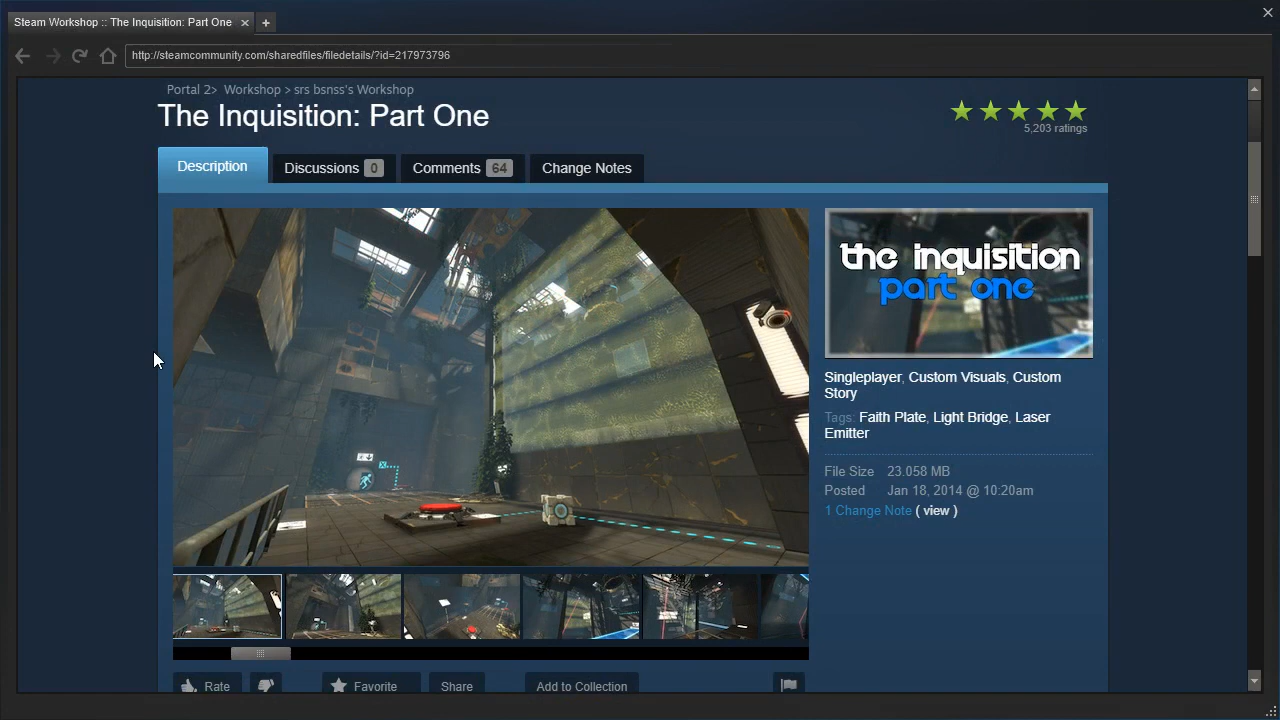 Steam Workshop :: The Inquisition: Part One
http://steamcommunity.com/sharedfiles/filedetails/?id=217973796
Portal 2> Workshop > srs bsnss's Workshop
The Inquisition: Part One
5,203 ratings
Description
Discussions 0
Comments 64
Change Notes
the inquisition
part one
Singleplayer, Custom Visuals, Custom
Story
Tags: Faith Plate, Light Bridge, Laser
Emitter
File Size 23.058 MB
Posted Jan 18, 2014 @ 10:20am
1 Change Note ( view )
Rate
Favorite
Share
Add to Collection